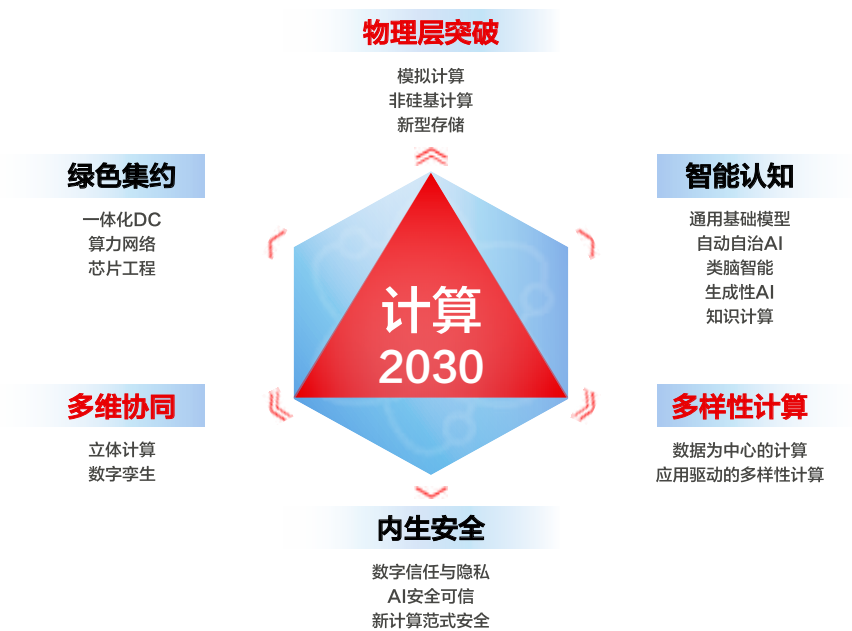 物理层突破
模拟计算
非硅基计算
新型存储
绿色集约
一体化DC
算力网络
芯片工程
智能认知
通用基础模型
自动自治AI
类脑智能
生成性AI
知识计算
计算
2030
多维协同
立体计算
数字孪生
多样性计算
数据为中心的计算
应用驱动的多样性计算
内生安全
数字信任与隐私
AI安全可信
新计算范式安全